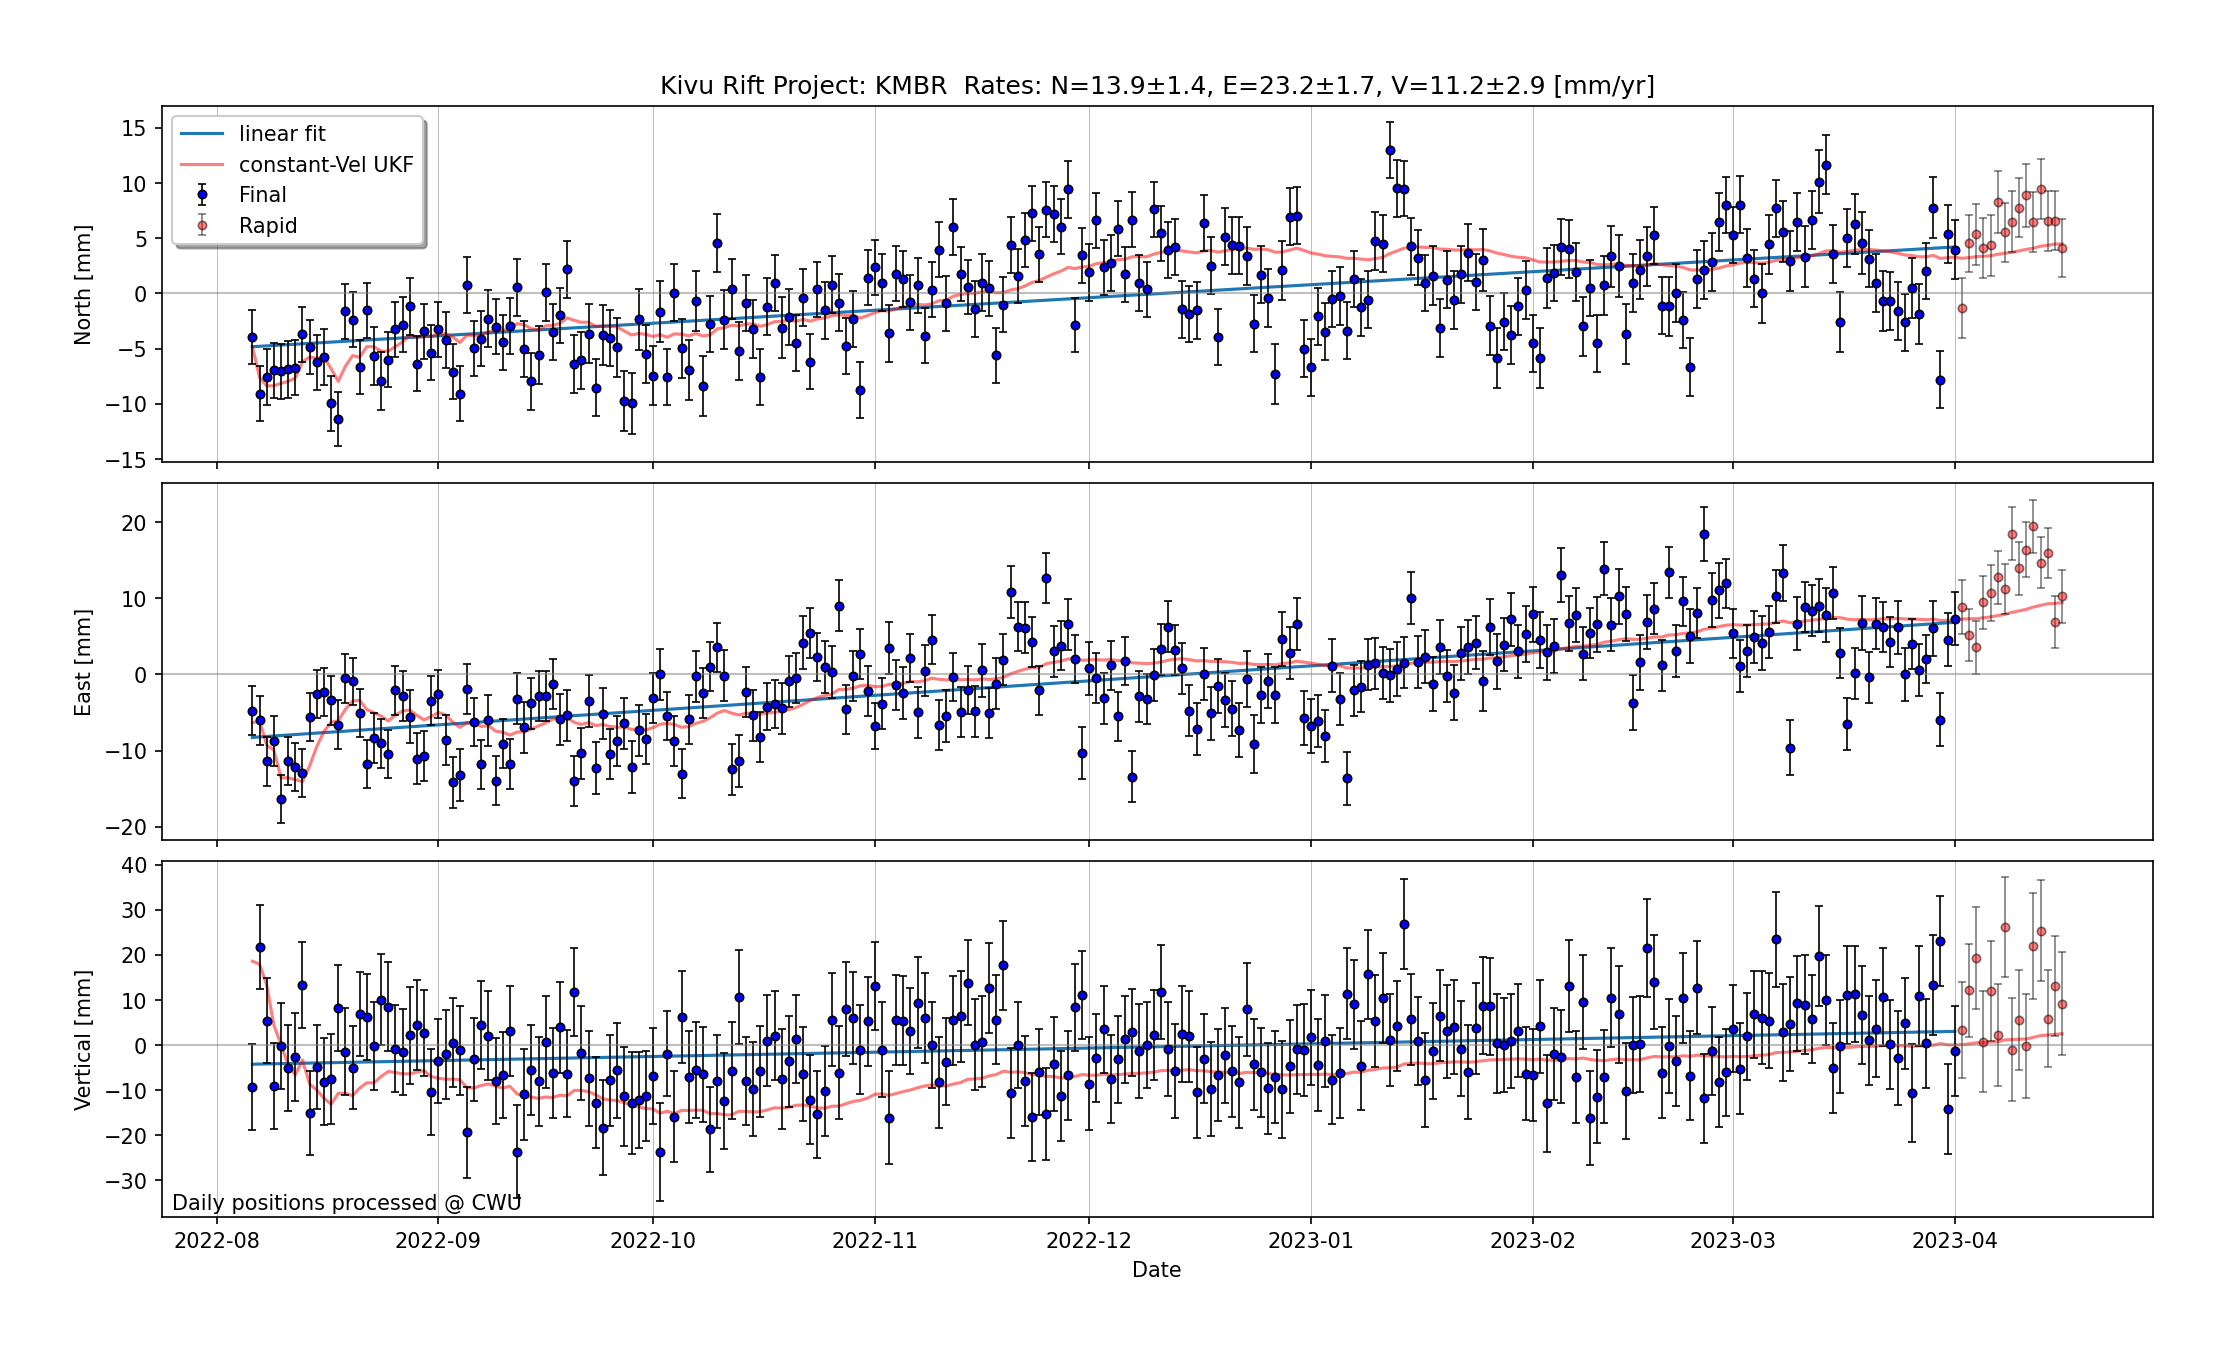 Kivu Rift Project: KMBR  Rates: N=13.9±1.4, E=23.2±1.7, V=11.2±2.9 [mm/yr]
linear fit
constant-Vel UKF
Final
Rapid
North [mm]
15
10
5
0
−5
−10
−15
East [mm]
20
10
0
−10
−20
Vertical [mm]
40
30
20
10
0
−10
−20
−30
Daily positions processed @ CWU
2022-08 2022-09 2022-10 2022-11 2022-12 2023-01 2023-02 2023-03 2023-04
Date